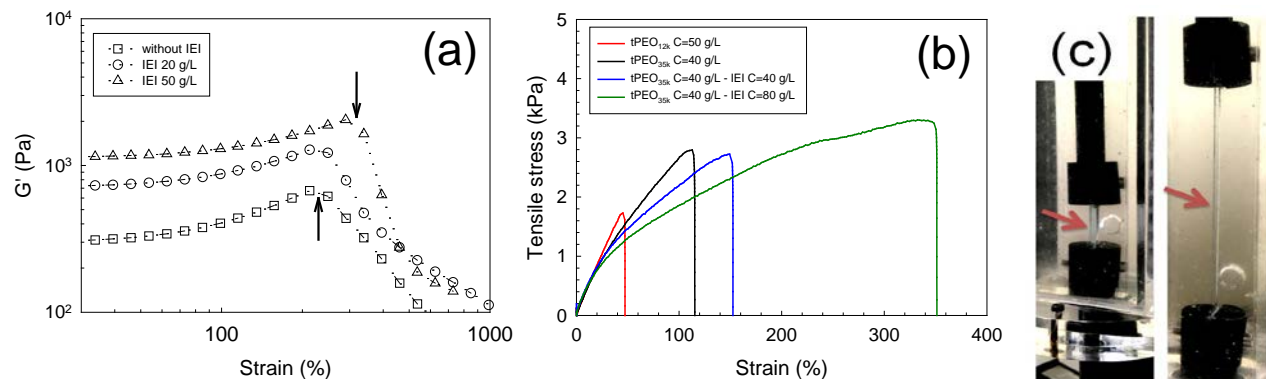 (a)
without IEI
IEI 20 g/L
IEI 50 g/L
G' (Pa)
10⁴
10³
10²
100
1000
Strain (%)
(b)
tPEO₁₂ₖ C=50 g/L
tPEO₃₅ₖ C=40 g/L
tPEO₃₅ₖ C=40 g/L - IEI C=40 g/L
tPEO₃₅ₖ C=40 g/L - IEI C=80 g/L
Tensile stress (kPa)
5
4
3
2
1
0
0
100
200
300
400
Strain (%)
(c)